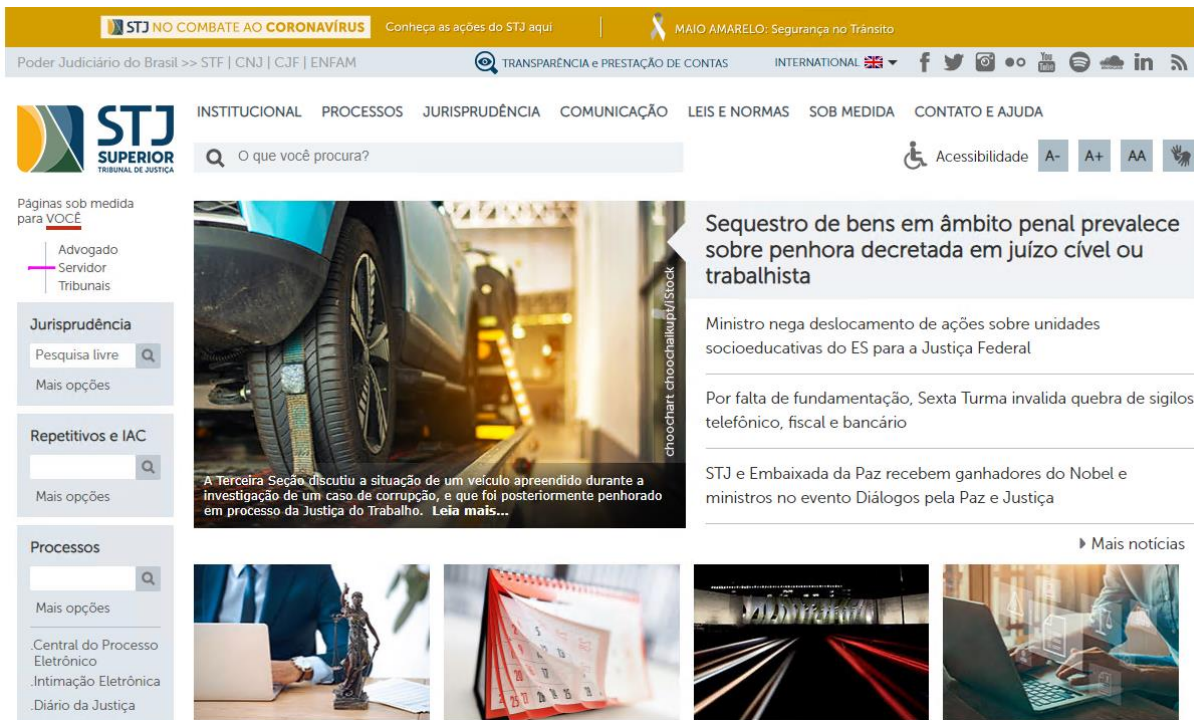 STJ NO COMBATE AO CORONAVÍRUS
Conheça as ações do STJ aqui
MAIO AMARELO: Segurança no Trânsito
Poder Judiciário do Brasil >> STF | CNJ | CJF | ENFAM
TRANSPARÊNCIA e PRESTAÇÃO DE CONTAS
INTERNATIONAL
You Tube
STJ
SUPERIOR
TRIBUNAL DE JUSTIÇA
INSTITUCIONAL PROCESSOS JURISPRUDÊNCIA COMUNICAÇÃO LEIS E NORMAS SOB MEDIDA CONTATO E AJUDA
O que você procura?
Acessibilidade A- A+ AA
Páginas sob medida
para VOCÊ
Advogado
Servidor
Tribunais
Jurisprudência
Pesquisa livre
Mais opções
Repetitivos e IAC
Mais opções
Processos
Mais opções
.Central do Processo
Eletrônico
.Intimação Eletrônica
.Diário da Justiça
choochart choochaikupt/iStock
A Terceira Seção discutiu a situação de um veículo apreendido durante a
investigação de um caso de corrupção, e que foi posteriormente penhorado
em processo da Justiça do Trabalho. Leia mais...
Sequestro de bens em âmbito penal prevalece
sobre penhora decretada em juízo cível ou
trabalhista
Ministro nega deslocamento de ações sobre unidades
socioeducativas do ES para a Justiça Federal
Por falta de fundamentação, Sexta Turma invalida quebra de sigilos
telefônico, fiscal e bancário
STJ e Embaixada da Paz recebem ganhadores do Nobel e
ministros no evento Diálogos pela Paz e Justiça
Mais notícias